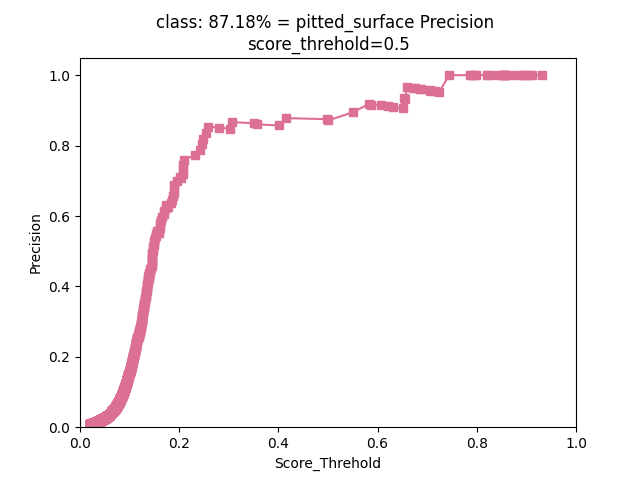 class: 87.18% = pitted_surface Precision
score_threhold=0.5
1.0
0.8
0.6
0.4
0.2
0.0
Precision
0.0 0.2 0.4 0.6 0.8 1.0
Score_Threhold